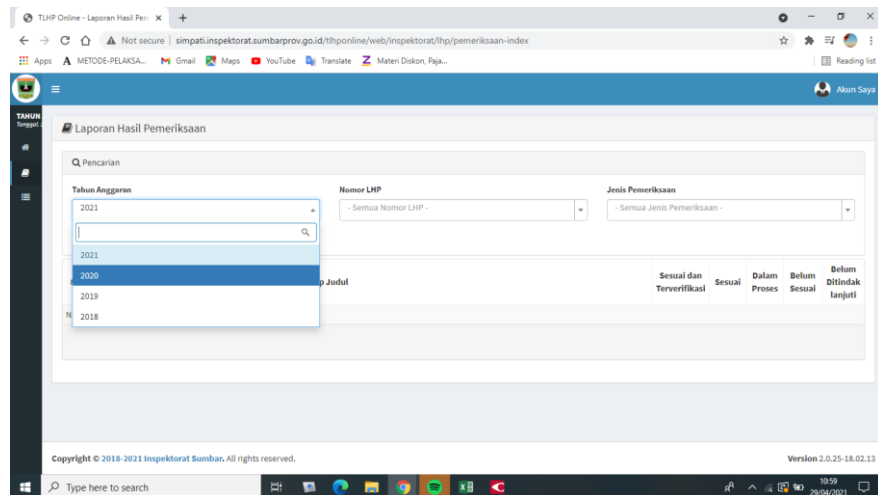 TLHP Online - Laporan Hasil Pem
Not secure | simpati.inspektorat.sumbarprov.go.id/tlhponline/web/inspektorat/lhp/pemeriksaan-index
Apps METODE-PELAKSA... Gmail Maps YouTube Translate Materi Diskon, Paja... Reading list
Akun Saya
TAHUN
Laporan Hasil Pemeriksaan
Pencarian
Tahun Anggaran Nomor LHP Jenis Pemeriksaan
2021 - Semua Nomor LHP - - Semua Jenis Pemeriksaan -
2021
2020
2019
2018
Judul
Sesuai dan Terverifikasi Sesuai Dalam Proses Belum Sesuai Belum Ditindak lanjuti
Copyright © 2018-2021 Inspektorat Sumbar. All rights reserved. Version 2.0.25-18.02.13
Type here to search
10:59
29/04/2021